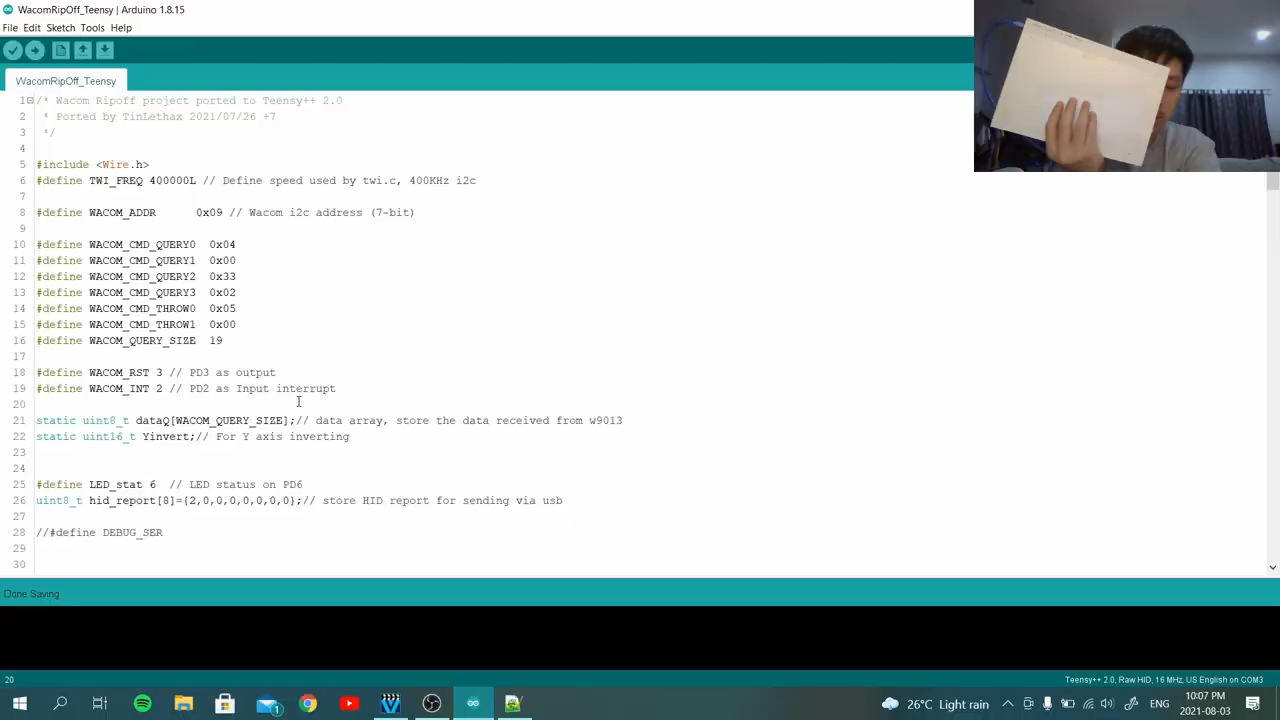 WacomRipOff_Teensy | Arduino 1.8.15
File Edit Sketch Tools Help
WacomRipOff_Teensy
1 /* Wacom Ripoff project ported to Teensy++ 2.0
2 * Ported by TinLethax 2021/07/26 +7
3 */
4
5 #include <Wire.h>
6 #define TWI_FREQ 400000L // Define speed used by twi.c, 400KHz i2c
7
8 #define WACOM_ADDR 0x09 // Wacom i2c address (7-bit)
9
10 #define WACOM_CMD_QUERY0 0x04
11 #define WACOM_CMD_QUERY1 0x00
12 #define WACOM_CMD_QUERY2 0x33
13 #define WACOM_CMD_QUERY3 0x02
14 #define WACOM_CMD_THROW0 0x05
15 #define WACOM_CMD_THROW1 0x00
16 #define WACOM_QUERY_SIZE 19
17
18 #define WACOM_RST 3 // PD3 as output
19 #define WACOM_INT 2 // PD2 as Input interrupt
20
21 static uint8_t dataQ[WACOM_QUERY_SIZE];// data array, store the data received from w9013
22 static uint16_t Yinvert;// For Y axis inverting
23
24
25 #define LED_stat 6 // LED status on PD6
26 uint8_t hid_report[8]={2,0,0,0,0,0,0,0};// store HID report for sending via usb
27
28 //#define DEBUG_SER
29
30
Done Saving
20
Teensy++ 2.0, Raw HID, 16 MHz, US English on COM3
1
26°C Light rain
ENG
10:07 PM
2021-08-03